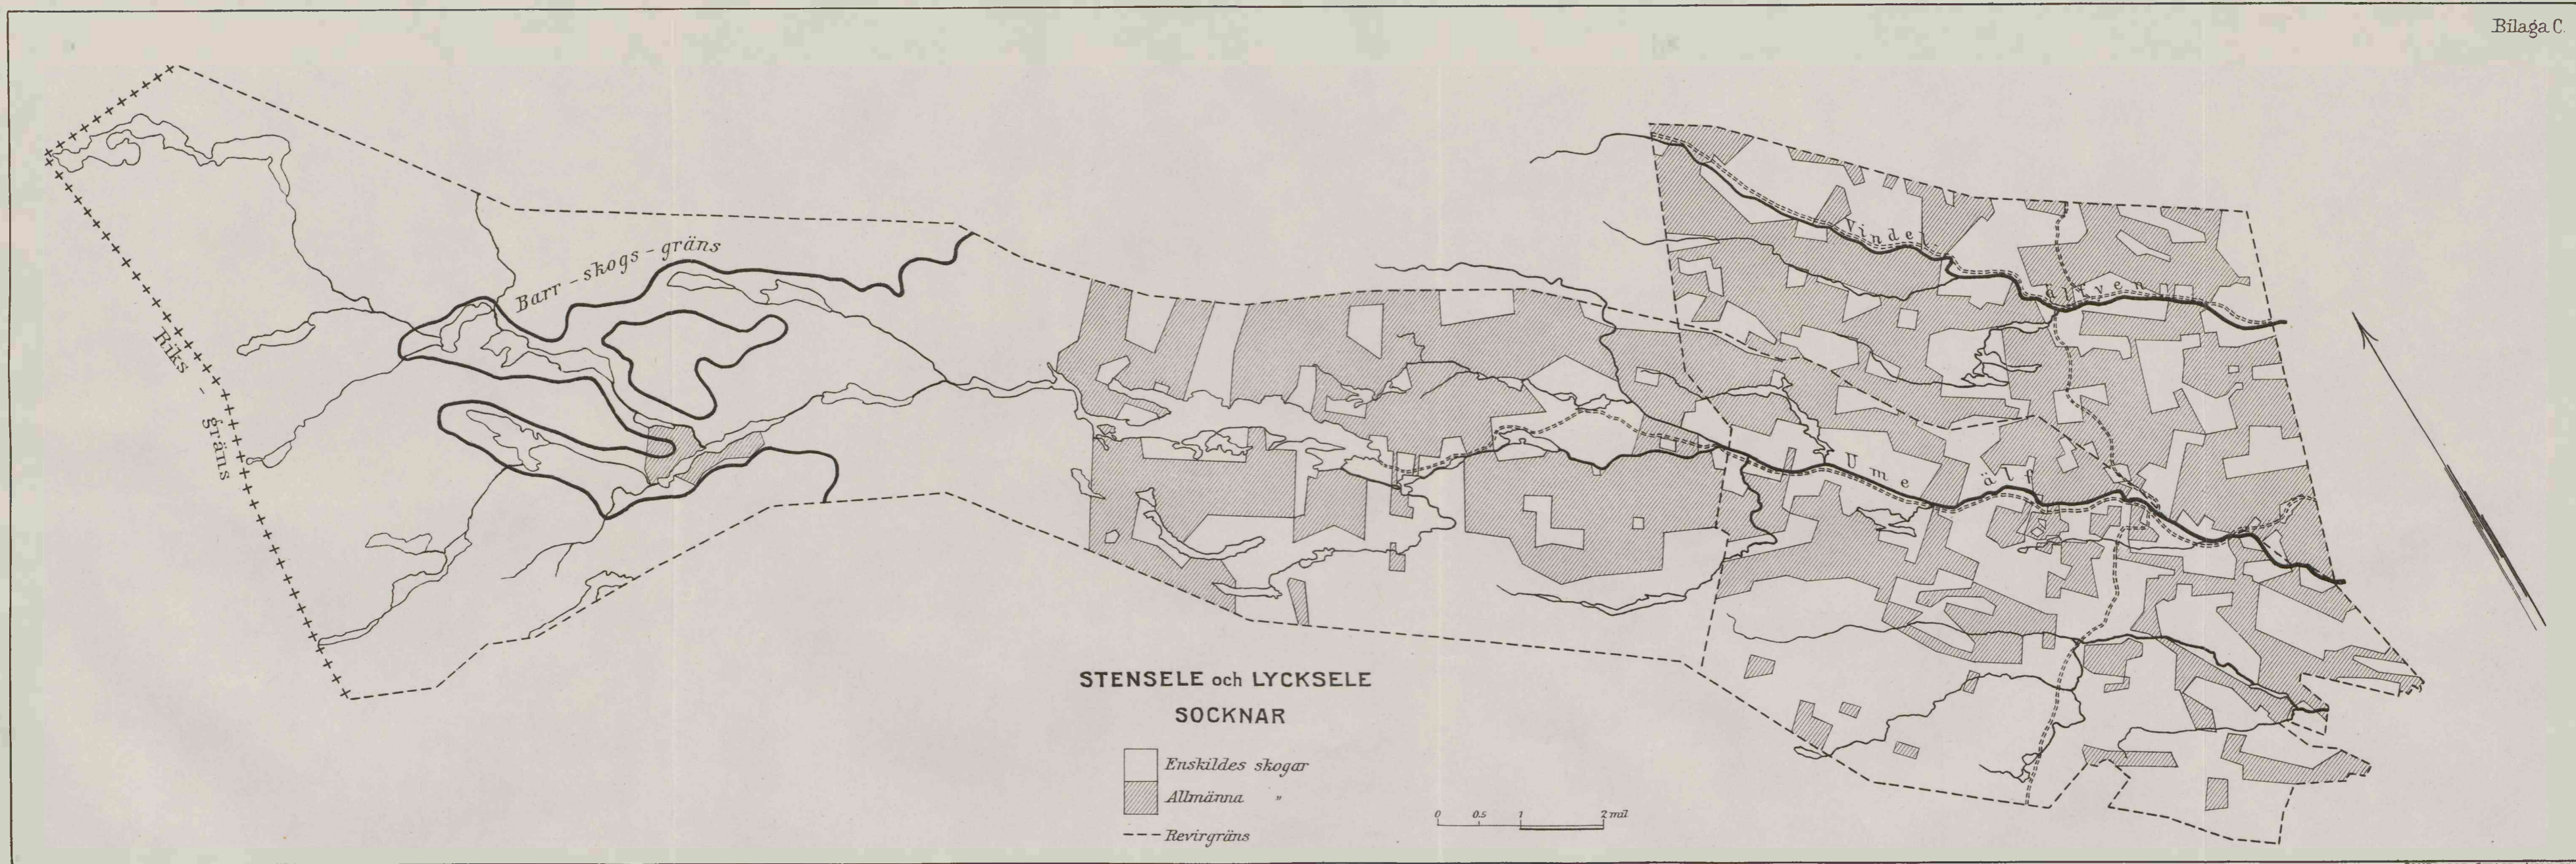 Bilaga C.
Riks - gräns
Barr - skogs - gräns
Vindel
älfven
Ume älf
STENSELE och LYCKSELE
SOCKNAR
Enskildes skogar
Allmänna „
Revirgräns
0 0.5 1 2 mil